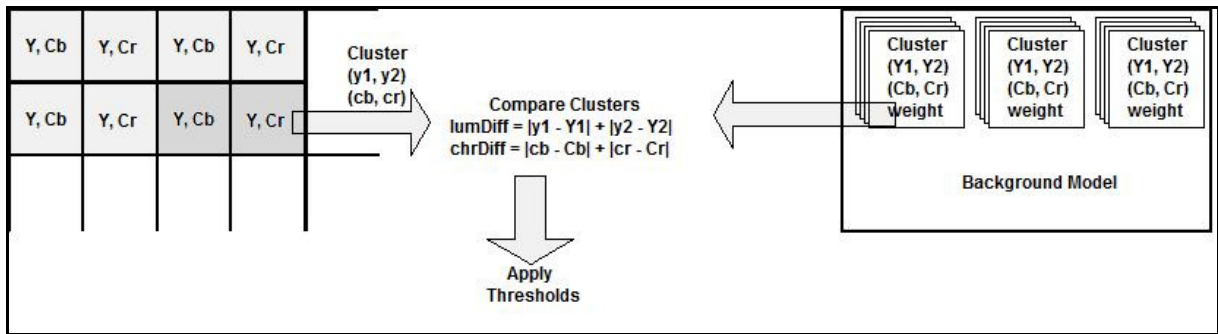 Y, Cb Y, Cr Y, Cb Y, Cr
Y, Cb Y, Cr Y, Cb Y, Cr
Cluster
(y1, y2)
(cb, cr)
Compare Clusters
lumDiff = |y1 - Y1| + |y2 - Y2|
chrDiff = |cb - Cb| + |cr - Cr|
Apply
Thresholds
Cluster
(Y1, Y2)
(Cb, Cr)
weight
Cluster
(Y1, Y2)
(Cb, Cr)
weight
Cluster
(Y1, Y2)
(Cb, Cr)
weight
Background Model